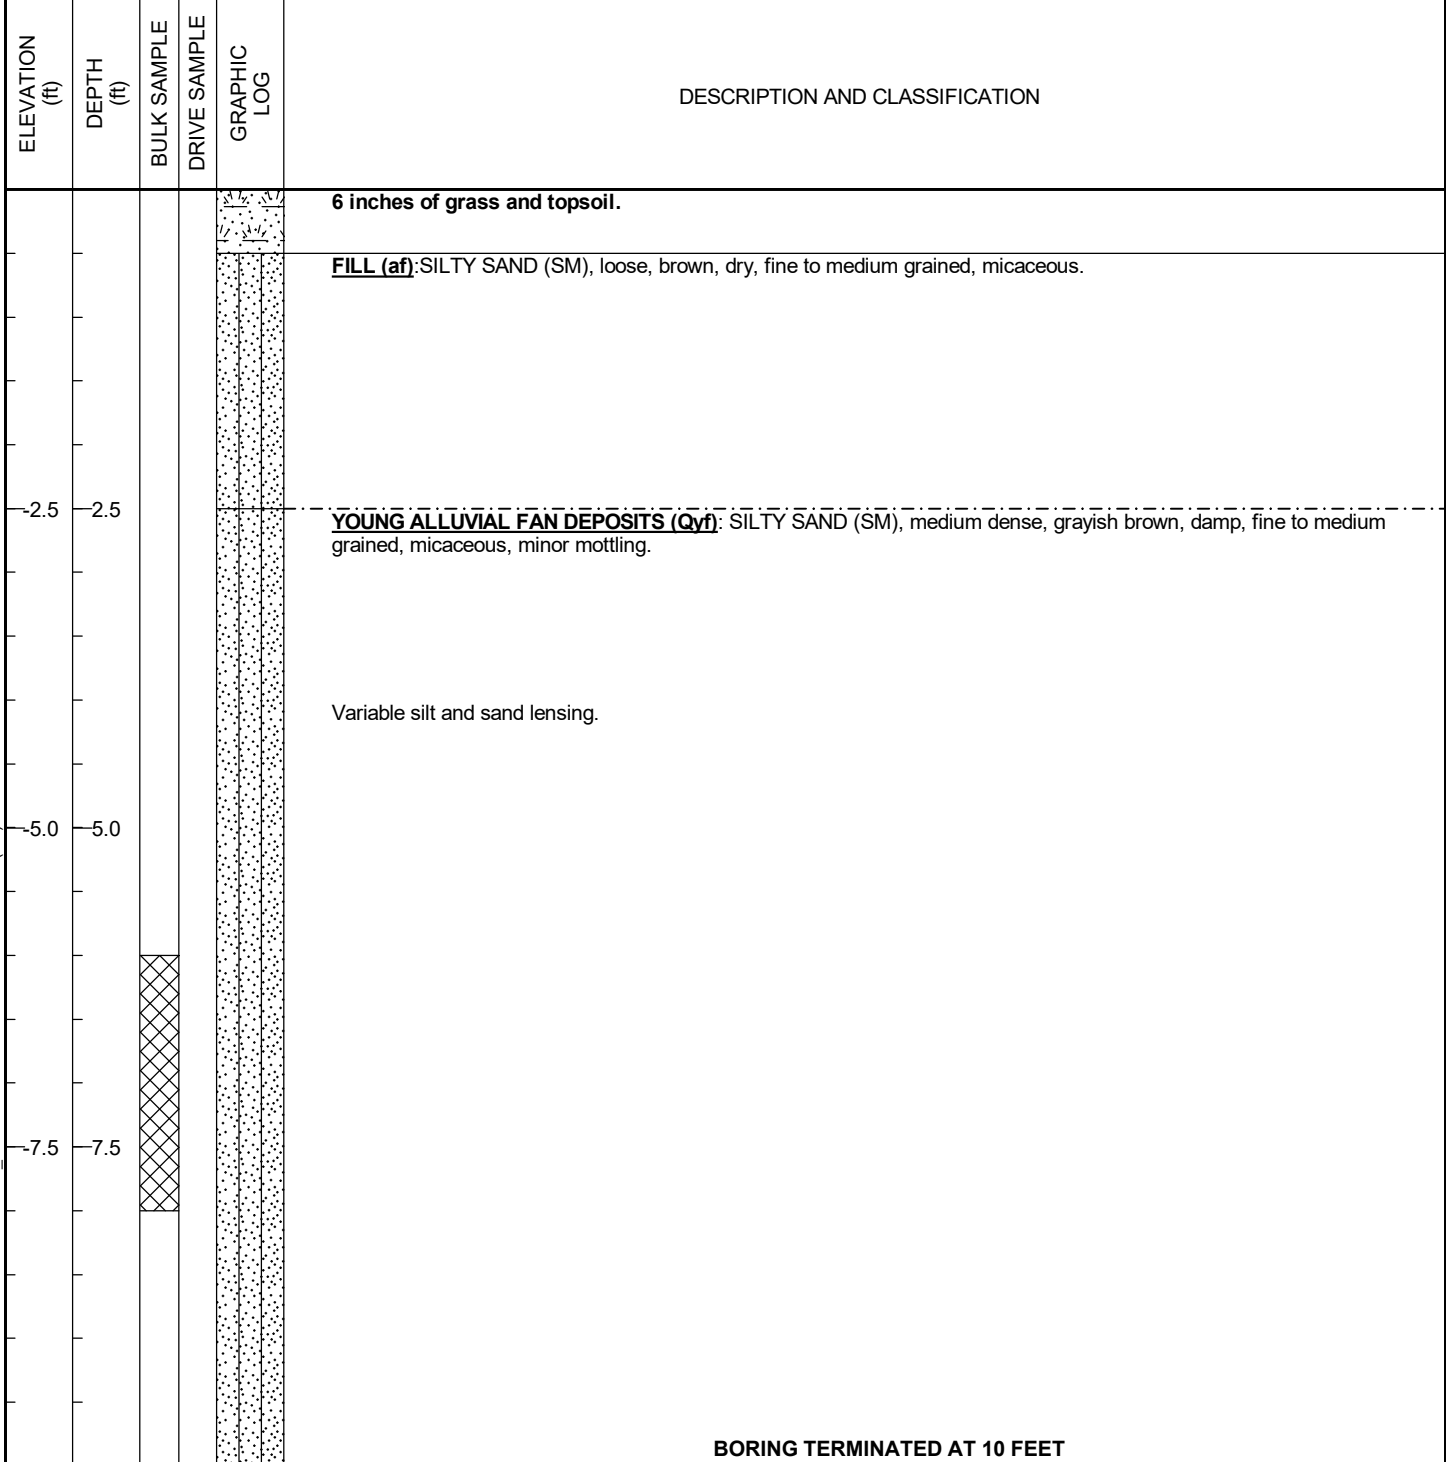 ELEVATION
(ft)
DEPTH
(ft)
BULK SAMPLE
DRIVE SAMPLE
GRAPHIC
LOG
DESCRIPTION AND CLASSIFICATION
6 inches of grass and topsoil.
FILL (af):SILTY SAND (SM), loose, brown, dry, fine to medium grained, micaceous.
-2.5 2.5
YOUNG ALLUVIAL FAN DEPOSITS (Qyf): SILTY SAND (SM), medium dense, grayish brown, damp, fine to medium
grained, micaceous, minor mottling.
Variable silt and sand lensing.
-5.0 5.0
-7.5 7.5
BORING TERMINATED AT 10 FEET